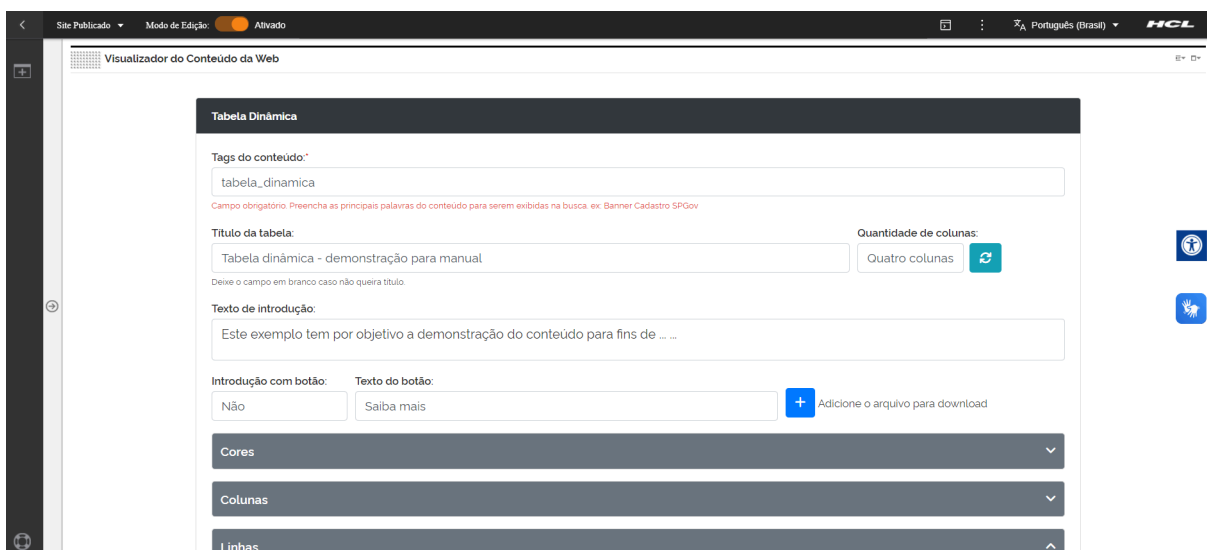 Site Publicado Modo de Edição: Ativado Português (Brasil) HCL
Visualizador do Conteúdo da Web
Tabela Dinâmica
Tags do conteúdo:*
tabela_dinamica
Campo obrigatório. Preencha as principais palavras do conteúdo para serem exibidas na busca. ex: Banner Cadastro SPGov
Título da tabela: Quantidade de colunas:
Tabela dinâmica - demonstração para manual Quatro colunas
Deixe o campo em branco caso não queira título.
Texto de introdução:
Este exemplo tem por objetivo a demonstração do conteúdo para fins de ... ...
Introdução com botão: Texto do botão:
Não Saiba mais + Adicione o arquivo para download
Cores
Colunas
Linhas